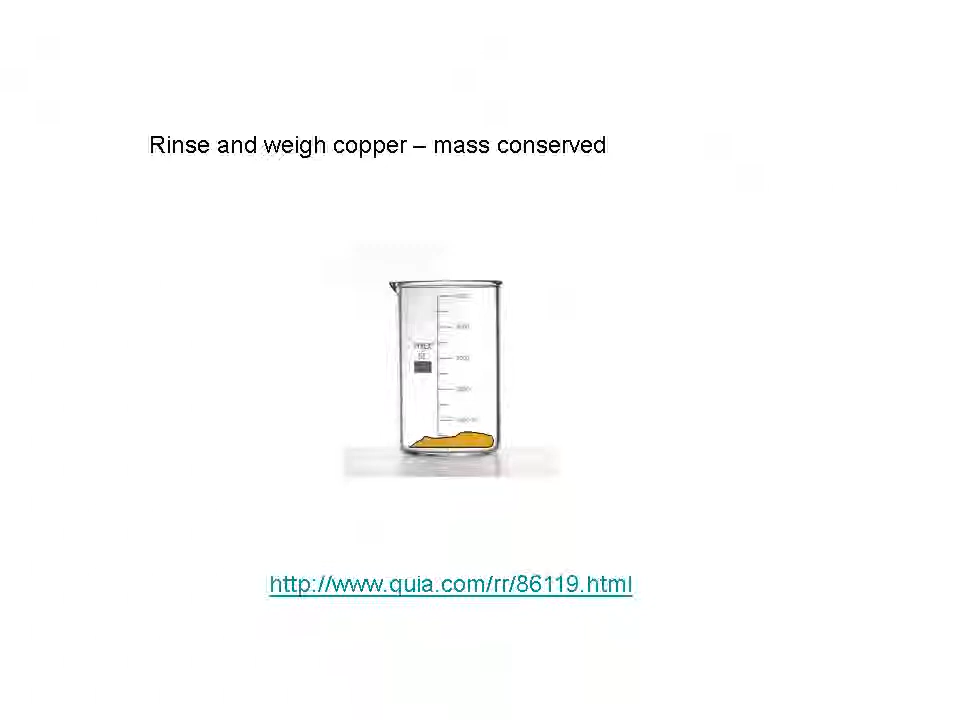 Rinse and weigh copper – mass conserved
http://www.quia.com/rr/86119.html